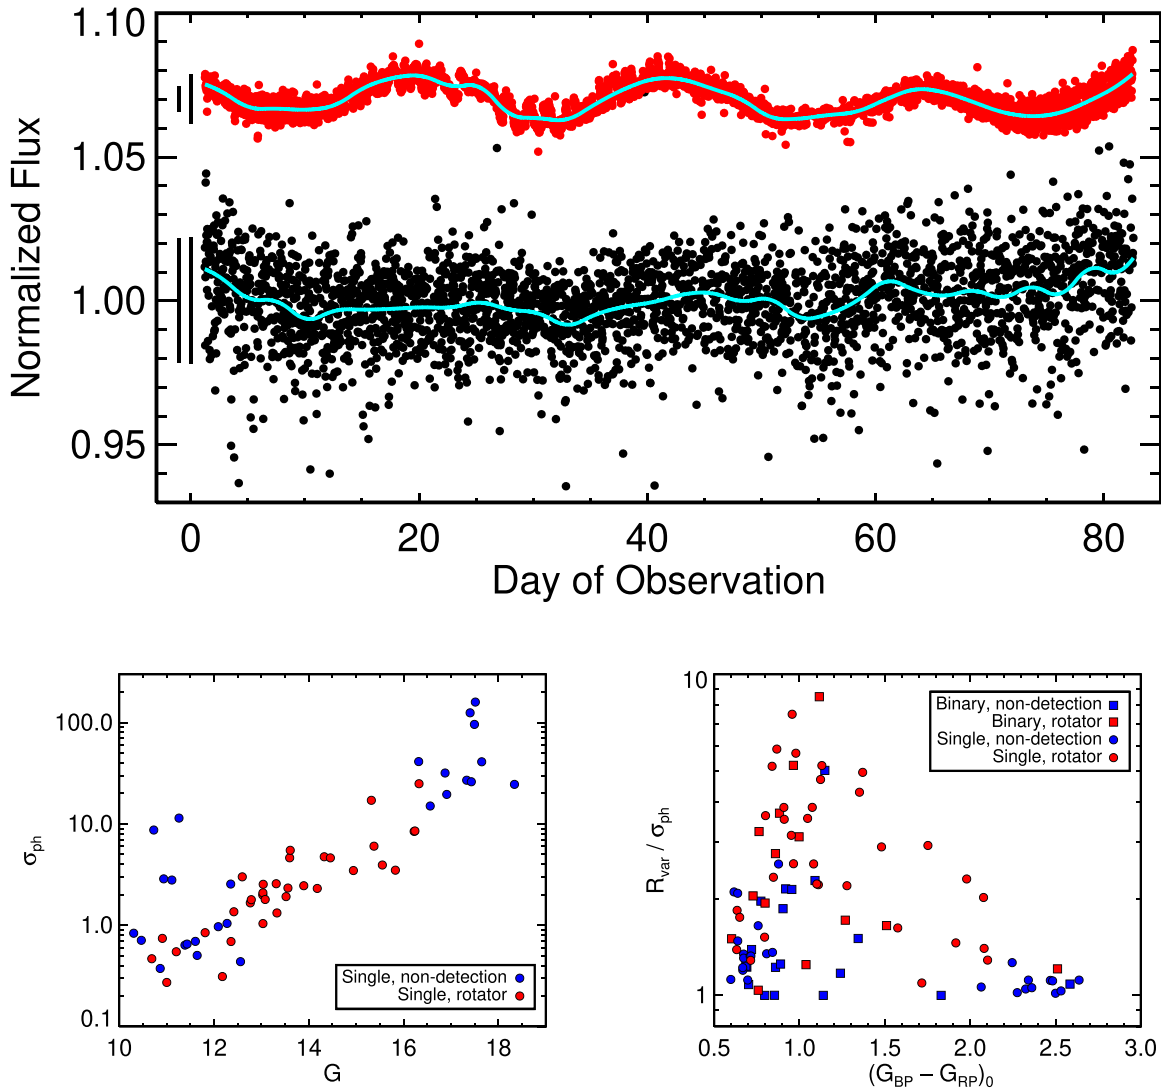 1.10
1.05
1.00
0.95
Normalized Flux
0 20 40 60 80
Day of Observation
100.0
10.0
1.0
0.1
σph
10 12 14 16 18
G
Single, non-detection
Single, rotator
10
1
Rvar / σph
Binary, non-detection
Binary, rotator
Single, non-detection
Single, rotator
0.5 1.0 1.5 2.0 2.5 3.0
(GBP − GRP)0